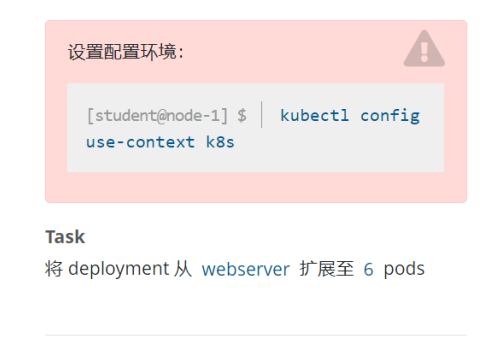 设置配置环境：
[student@node-1] $ | kubectl config
use-context k8s
Task
将 deployment 从 webserver 扩展至 6 pods